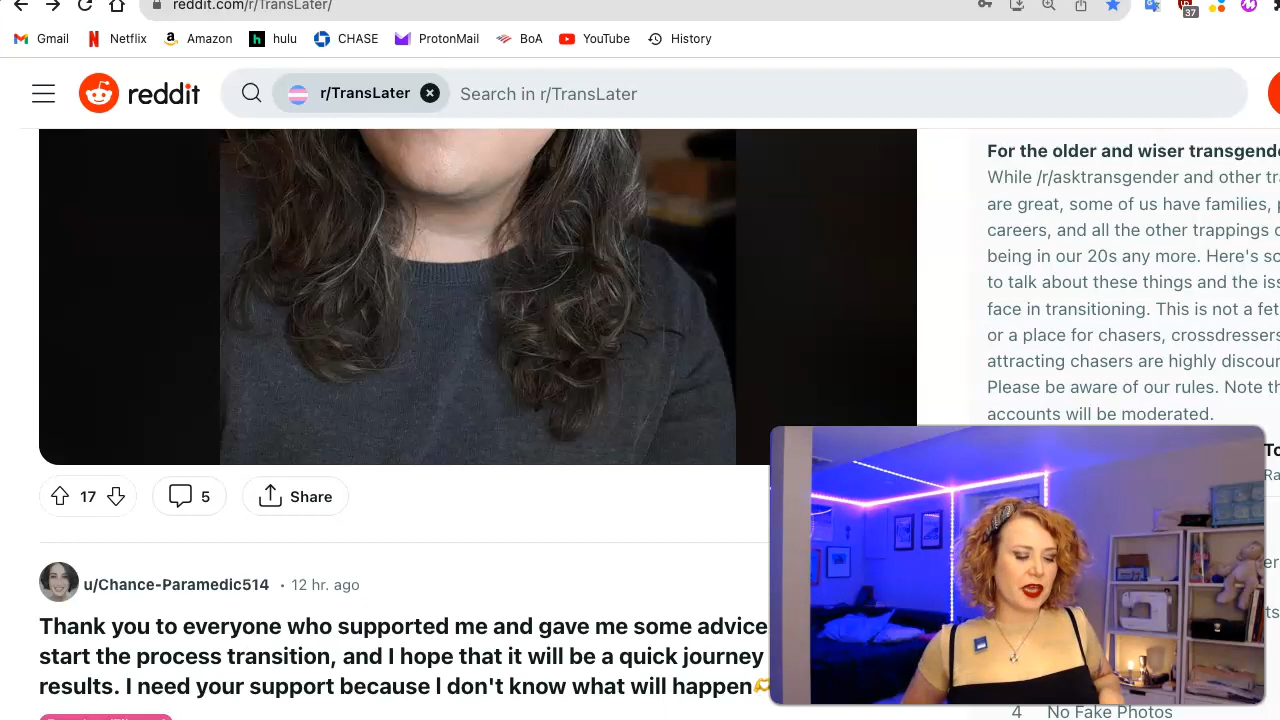 reddit.com/r/TransLater/
37
Gmail
Netflix
Amazon
hulu
CHASE
ProtonMail
BoA
YouTube
History
reddit
r/TransLater
Search in r/TransLater
For the older and wiser transgende
While /r/asktransgender and other tra
are great, some of us have families, p
careers, and all the other trappings o
being in our 20s any more. Here's so
to talk about these things and the iss
face in transitioning. This is not a fet
or a place for chasers, crossdressers
attracting chasers are highly discour
Please be aware of our rules. Note th
accounts will be moderated.
17
5
Share
u/Chance-Paramedic514 • 12 hr. ago
Thank you to everyone who supported me and gave me some advice
start the process transition, and I hope that it will be a quick journey
results. I need your support because I don't know what will happen
4 No Fake Photos